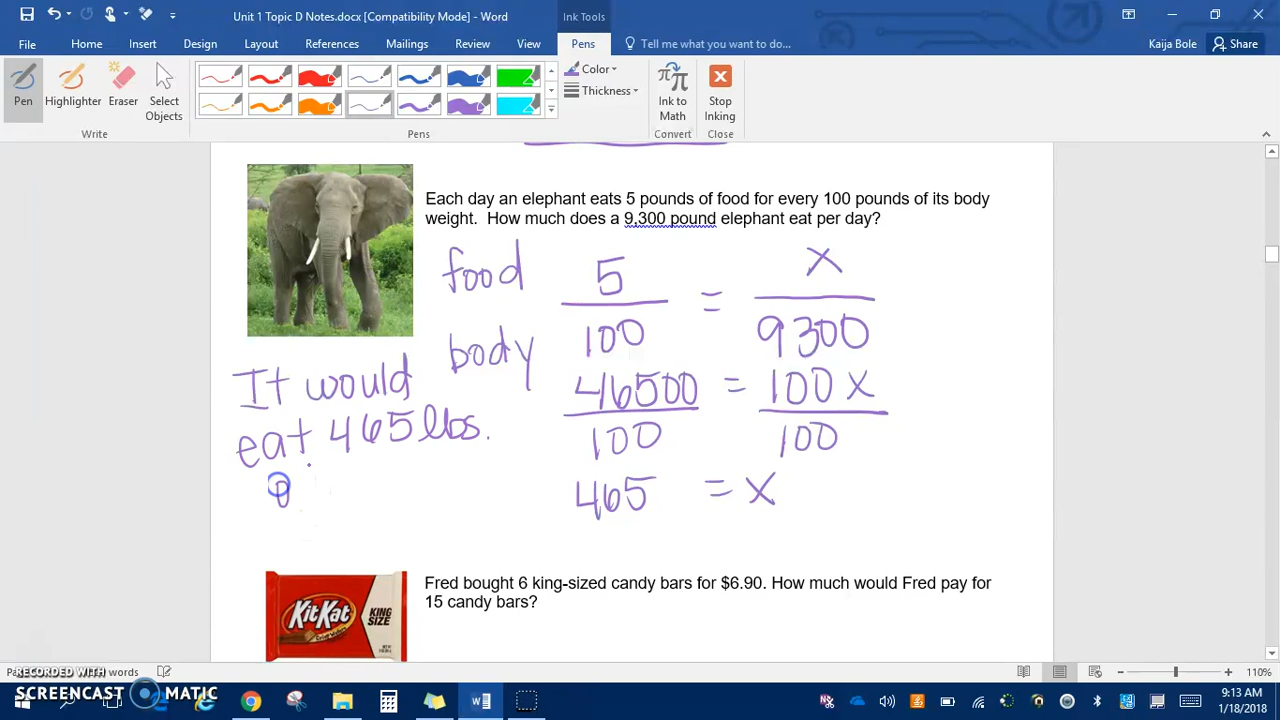 Unit 1 Topic D Notes.docx [Compatibility Mode] - Word
Ink Tools
File Home Insert Design Layout References Mailings Review View Pens Tell me what you want to do... Kaija Bole Share
Pen Highlighter Eraser Select Objects
Color
Thickness
Ink to Math
Stop Inking
Write Pens Convert Close
Each day an elephant eats 5 pounds of food for every 100 pounds of its body
weight. How much does a 9,300 pound elephant eat per day?
food 5 = x
body 100 9300
46500 = 100 x
100 100
465 = x
It would
eat 465 lbs.
KitKat
KING SIZE
Fred bought 6 king-sized candy bars for $6.90. How much would Fred pay for
15 candy bars?
words
110%
RECORDED WITH
SCREENCAST MATIC
9:13 AM
1/18/2018